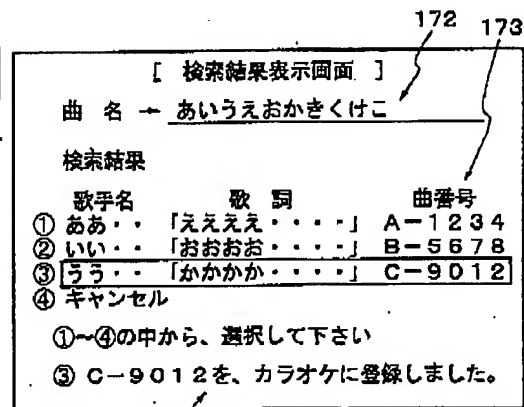 172
173
[ 検索結果表示画面 ]
曲 名 ← あいうえおかきくけこ
検索結果
歌手名 歌 詞 曲番号
① ああ・・ 「ええええ・・・・」 A－1234
② いい・・ 「おおおお・・・・」 B－5678
③ うう・・ 「かかかか・・・・」 C－9012
④ キャンセル
①～④の中から、選択して下さい
③ C－9012を、カラオケに登録しました。